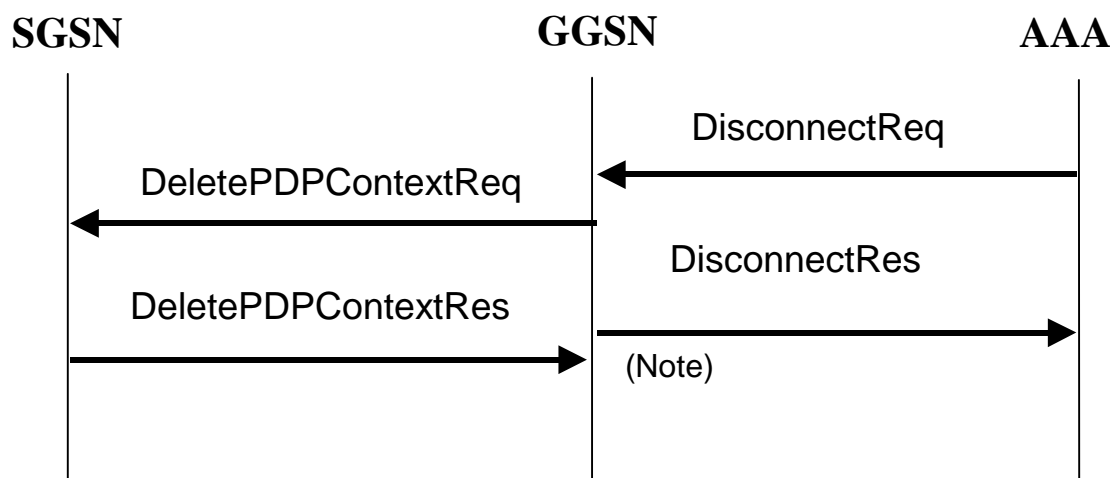 SGSN GGSN AAA
DisconnectReq
DeletePDPContextReq
DisconnectRes
DeletePDPContextRes
(Note)